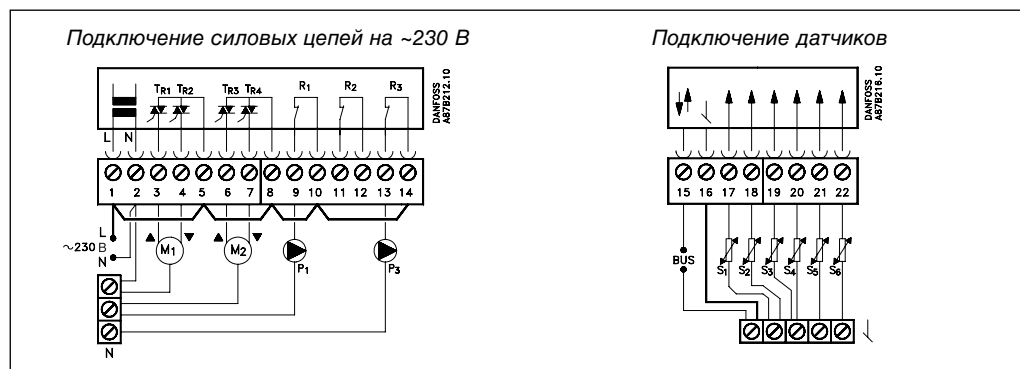 Подключение силовых цепей на ~230 В
TR1 TR2 TR3 TR4 R1 R2 R3
L N
DANFOSS
A87B212.10
1 2 3 4 5 6 7 8 9 10 11 12 13 14
L
~230 В
N
M1 M2 P1 P3
N
Подключение датчиков
DANFOSS
A87B216.10
15 16 17 18 19 20 21 22
BUS
S1 S2 S3 S4 S5 S6